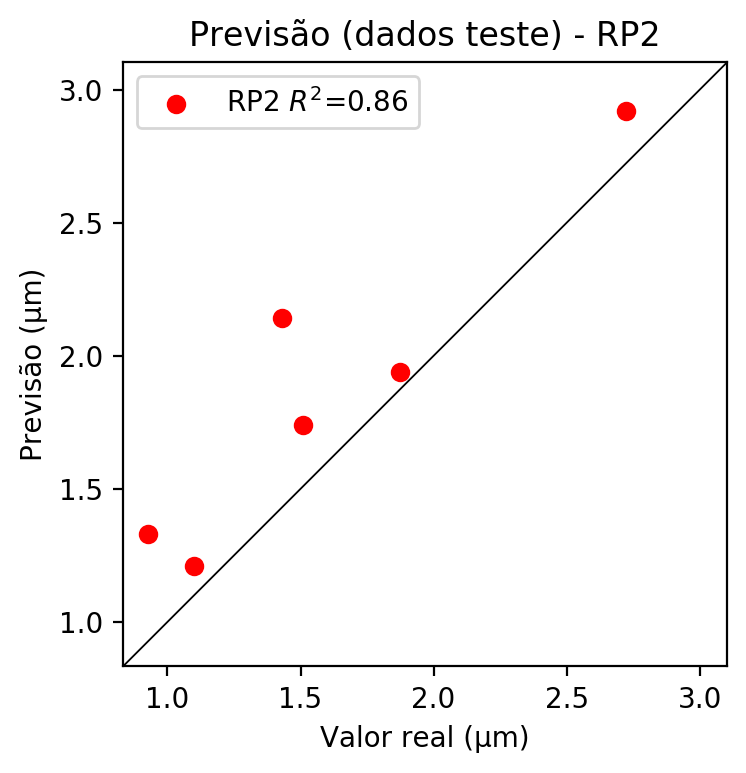 Previsão (dados teste) - RP2
RP2 R²=0.86
3.0
2.5
2.0
1.5
1.0
Previsão (µm)
1.0 1.5 2.0 2.5 3.0
Valor real (µm)